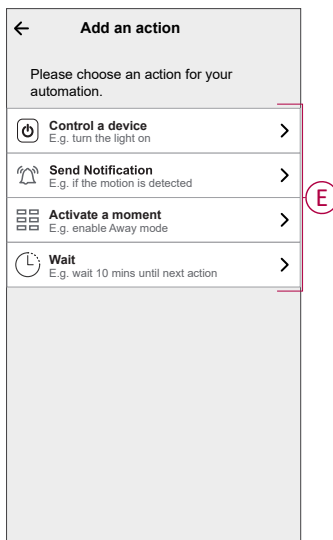 Add an action
Please choose an action for your
automation.
Control a device
E.g. turn the light on
Send Notification
E.g. if the motion is detected
Activate a moment
E.g. enable Away mode
Wait
E.g. wait 10 mins until next action
E